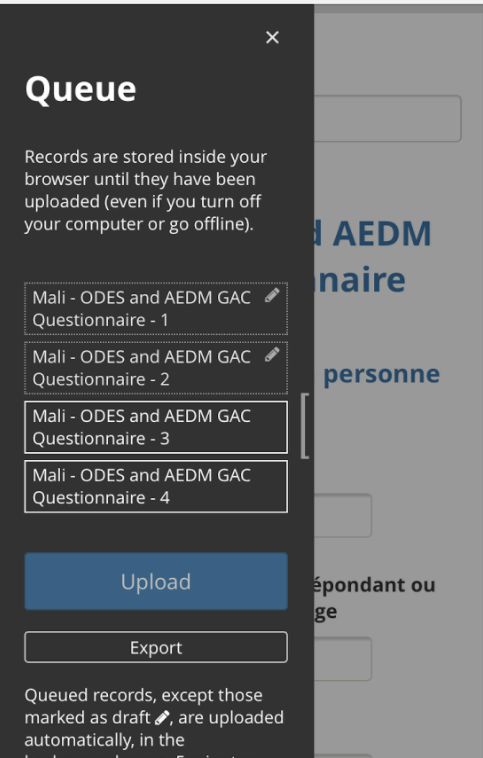 ×
Queue
Records are stored inside your
browser until they have been
uploaded (even if you turn off
your computer or go offline).
Mali - ODES and AEDM GAC
Questionnaire - 1
Mali - ODES and AEDM GAC
Questionnaire - 2
Mali - ODES and AEDM GAC
Questionnaire - 3
Mali - ODES and AEDM GAC
Questionnaire - 4
Upload
Export
Queued records, except those
marked as draft , are uploaded
automatically, in the
AEDM
personne
ou